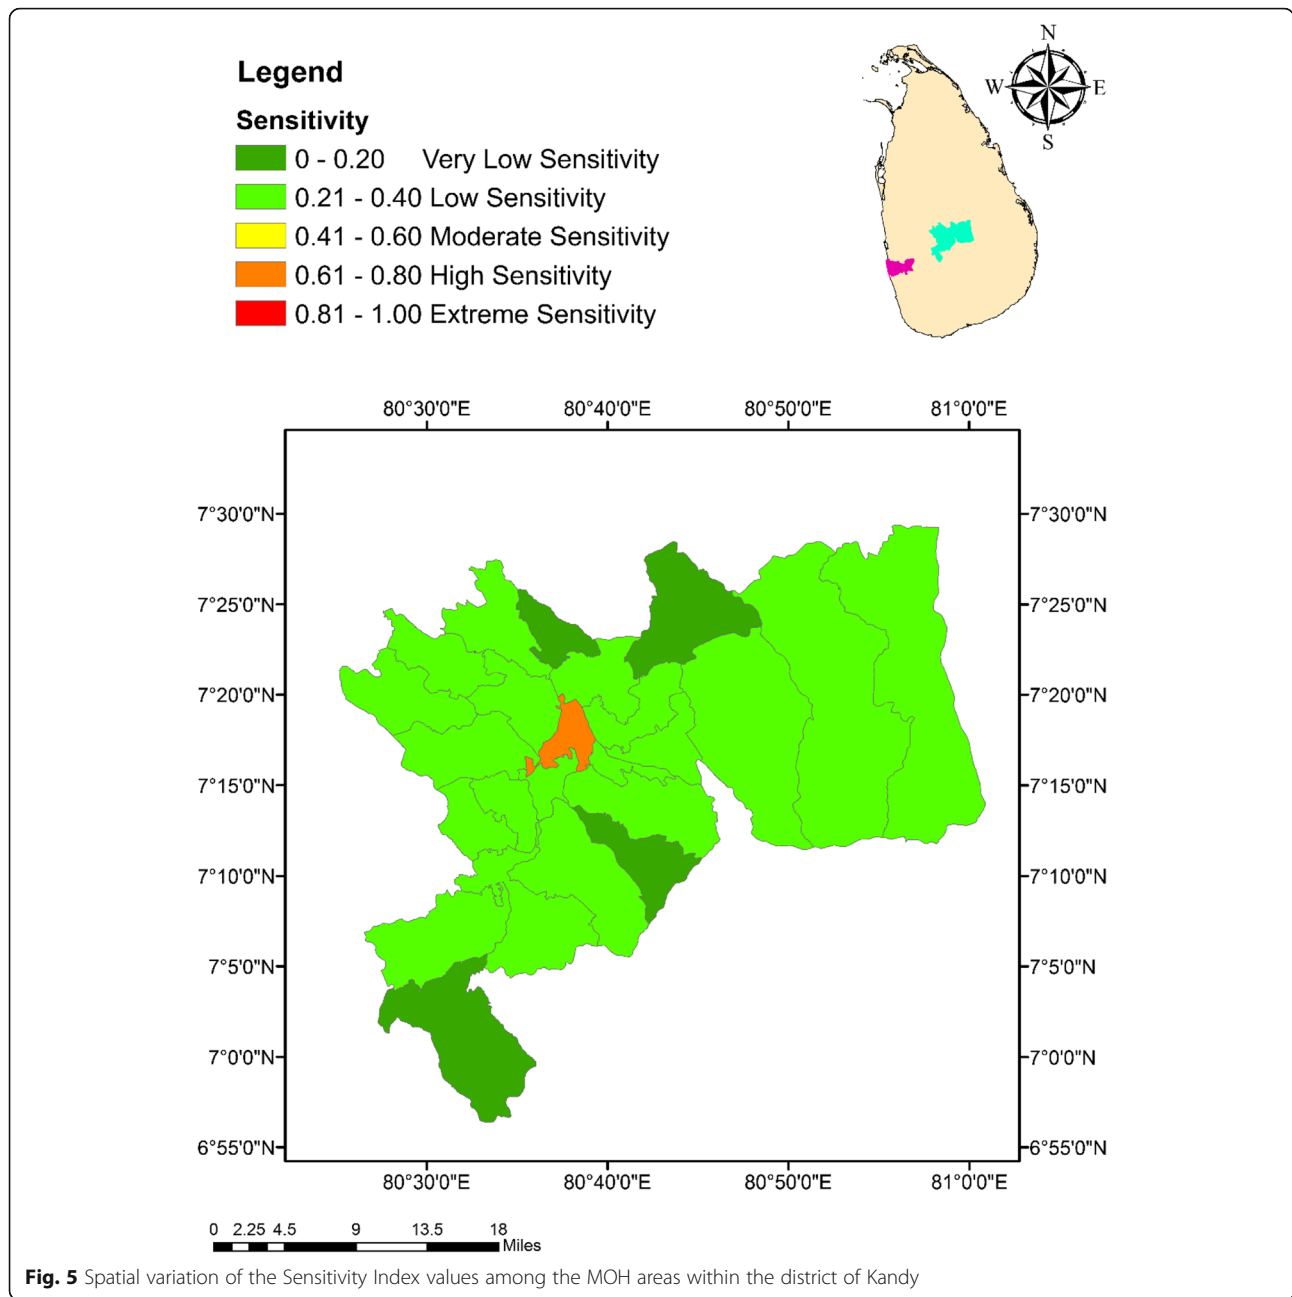 Legend
Sensitivity
0 - 0.20 Very Low Sensitivity
0.21 - 0.40 Low Sensitivity
0.41 - 0.60 Moderate Sensitivity
0.61 - 0.80 High Sensitivity
0.81 - 1.00 Extreme Sensitivity
N
W E
S
80°30'0"E 80°40'0"E 80°50'0"E 81°0'0"E
7°30'0"N 7°30'0"N
7°25'0"N 7°25'0"N
7°20'0"N 7°20'0"N
7°15'0"N 7°15'0"N
7°10'0"N 7°10'0"N
7°5'0"N 7°5'0"N
7°0'0"N 7°0'0"N
6°55'0"N 6°55'0"N
80°30'0"E 80°40'0"E 80°50'0"E 81°0'0"E
0 2.25 4.5 9 13.5 18
Miles
Fig. 5 Spatial variation of the Sensitivity Index values among the MOH areas within the district of Kandy